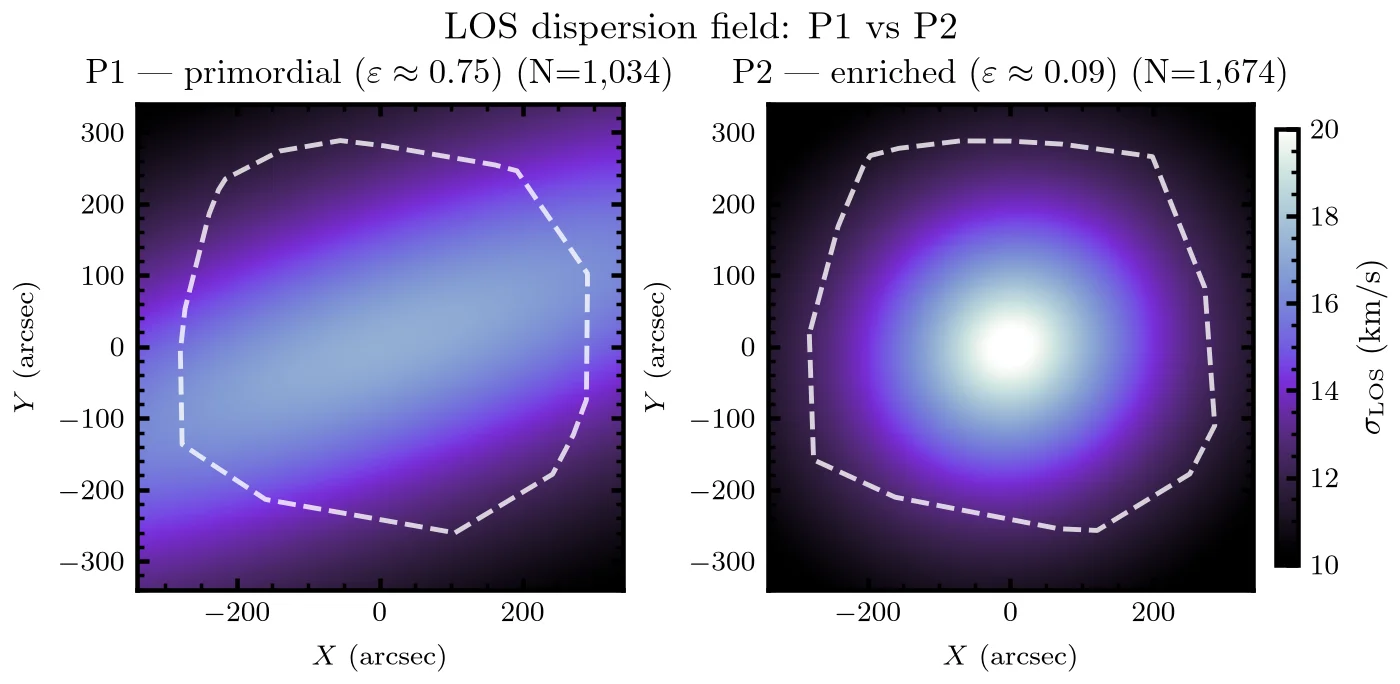 LOS dispersion field: P1 vs P2
P1 — primordial (ε ≈ 0.75) (N=1,034)
P2 — enriched (ε ≈ 0.09) (N=1,674)
300
200
100
0
−100
−200
−300
Y (arcsec)
−200 0 200
X (arcsec)
300
200
100
0
−100
−200
−300
Y (arcsec)
−200 0 200
X (arcsec)
20
18
16
14
12
10
σLOS (km/s)